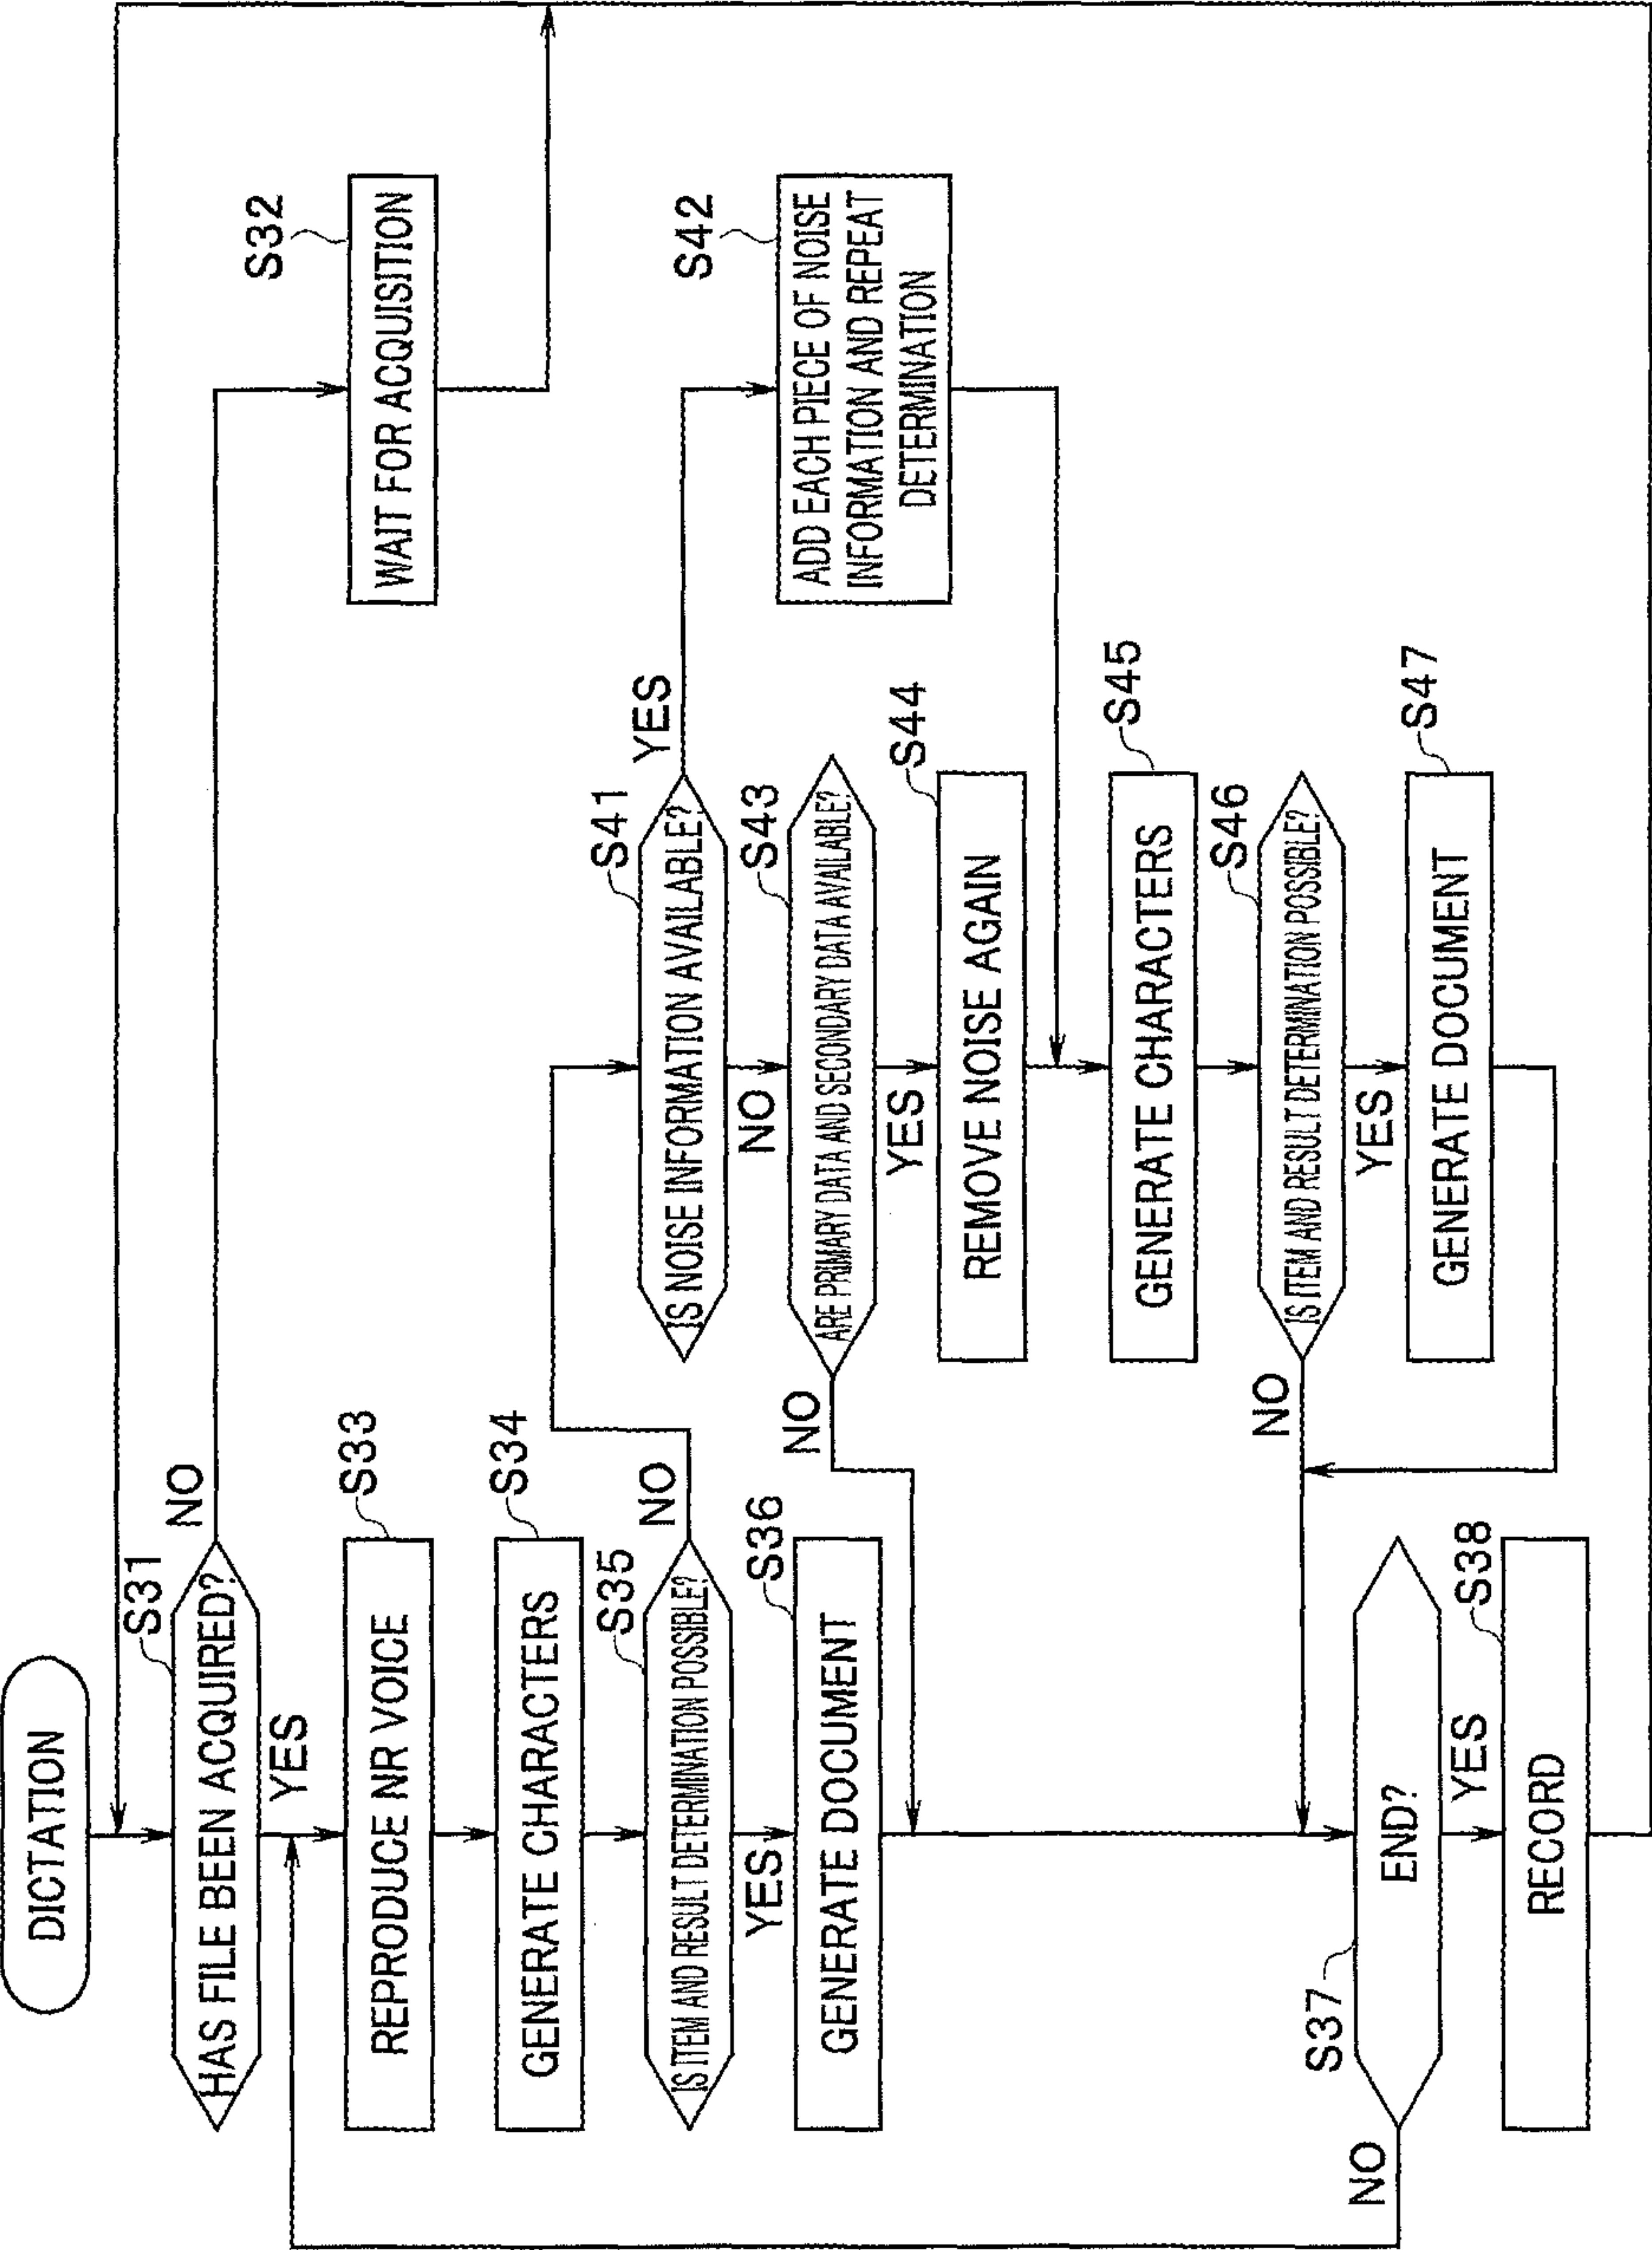 DICTATION
S31
HAS FILE BEEN ACQUIRED?
NO
YES
S32
WAIT FOR ACQUISITION
S33
REPRODUCE NR VOICE
S34
GENERATE CHARACTERS
S35
IS ITEM AND RESULT DETERMINATION POSSIBLE?
NO
YES
S36
GENERATE DOCUMENT
S41
IS NOISE INFORMATION AVAILABLE?
YES
NO
S42
ADD EACH PIECE OF NOISE
INFORMATION AND REPEAT
DETERMINATION
S43
ARE PRIMARY DATA AND SECONDARY DATA AVAILABLE?
NO
YES
S44
REMOVE NOISE AGAIN
S45
GENERATE CHARACTERS
S46
IS ITEM AND RESULT DETERMINATION POSSIBLE?
NO
YES
S47
GENERATE DOCUMENT
S37
END?
NO
YES
S38
RECORD